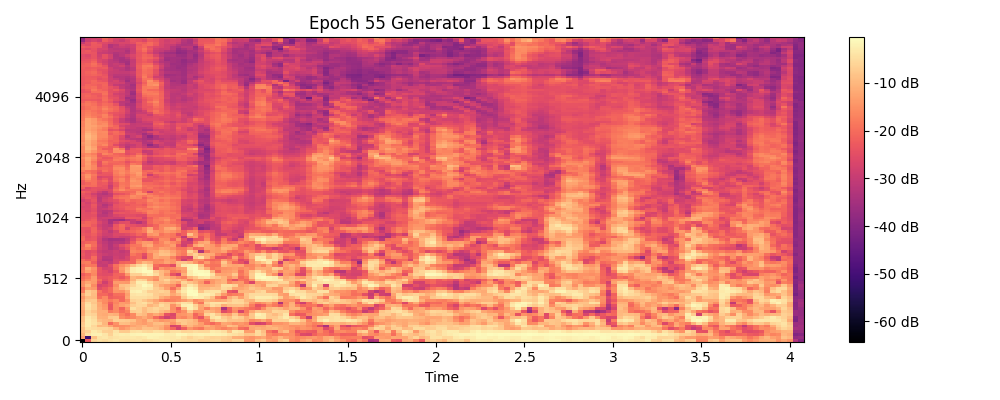 Epoch 55 Generator 1 Sample 1
Hz
4096
2048
1024
512
0
0 0.5 1 1.5 2 2.5 3 3.5 4
Time
-10 dB
-20 dB
-30 dB
-40 dB
-50 dB
-60 dB